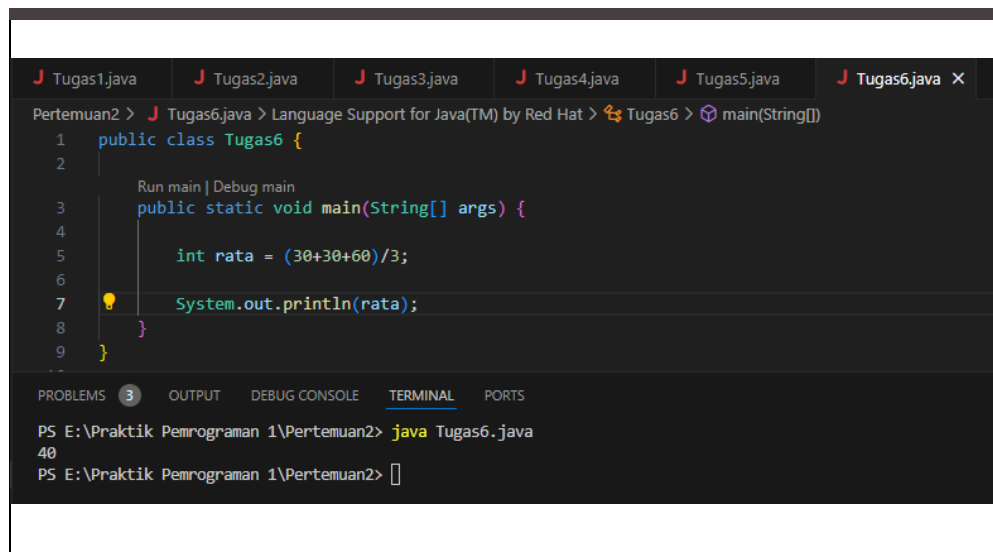 J Tugas1.java J Tugas2.java J Tugas3.java J Tugas4.java J Tugas5.java J Tugas6.java ×
Pertemuan2 > J Tugas6.java > Language Support for Java(TM) by Red Hat > Tugas6 > main(String[])
1 public class Tugas6 {
2
Run main | Debug main
3 public static void main(String[] args) {
4
5 int rata = (30+30+60)/3;
6
7 System.out.println(rata);
8 }
9 }
PROBLEMS 3 OUTPUT DEBUG CONSOLE TERMINAL PORTS
PS E:\Praktik Pemrograman 1\Pertemuan2> java Tugas6.java
40
PS E:\Praktik Pemrograman 1\Pertemuan2>